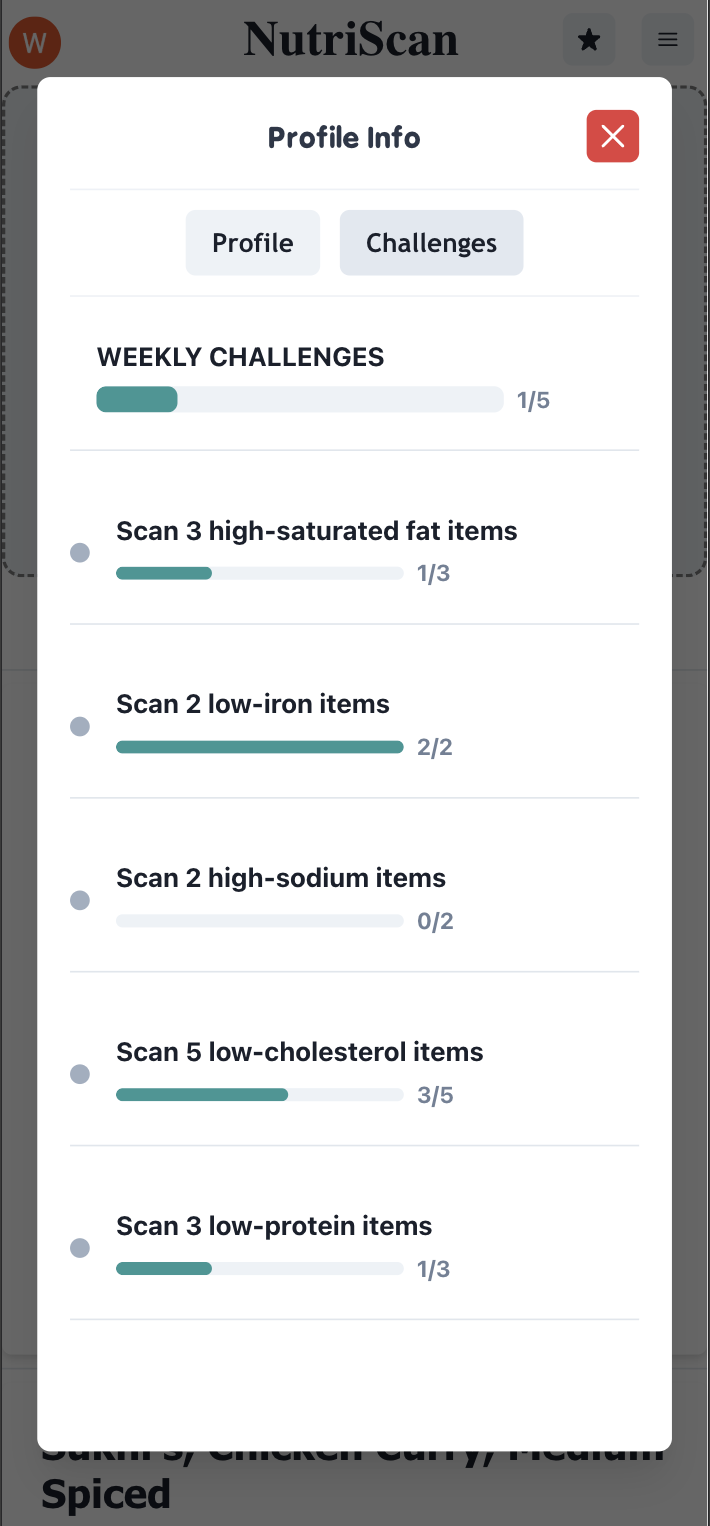 W
NutriScan
Profile Info
Profile
Challenges
WEEKLY CHALLENGES
1/5
Scan 3 high-saturated fat items
1/3
Scan 2 low-iron items
2/2
Scan 2 high-sodium items
0/2
Scan 5 low-cholesterol items
3/5
Scan 3 low-protein items
1/3
Chicken Curry, Medium
Spiced